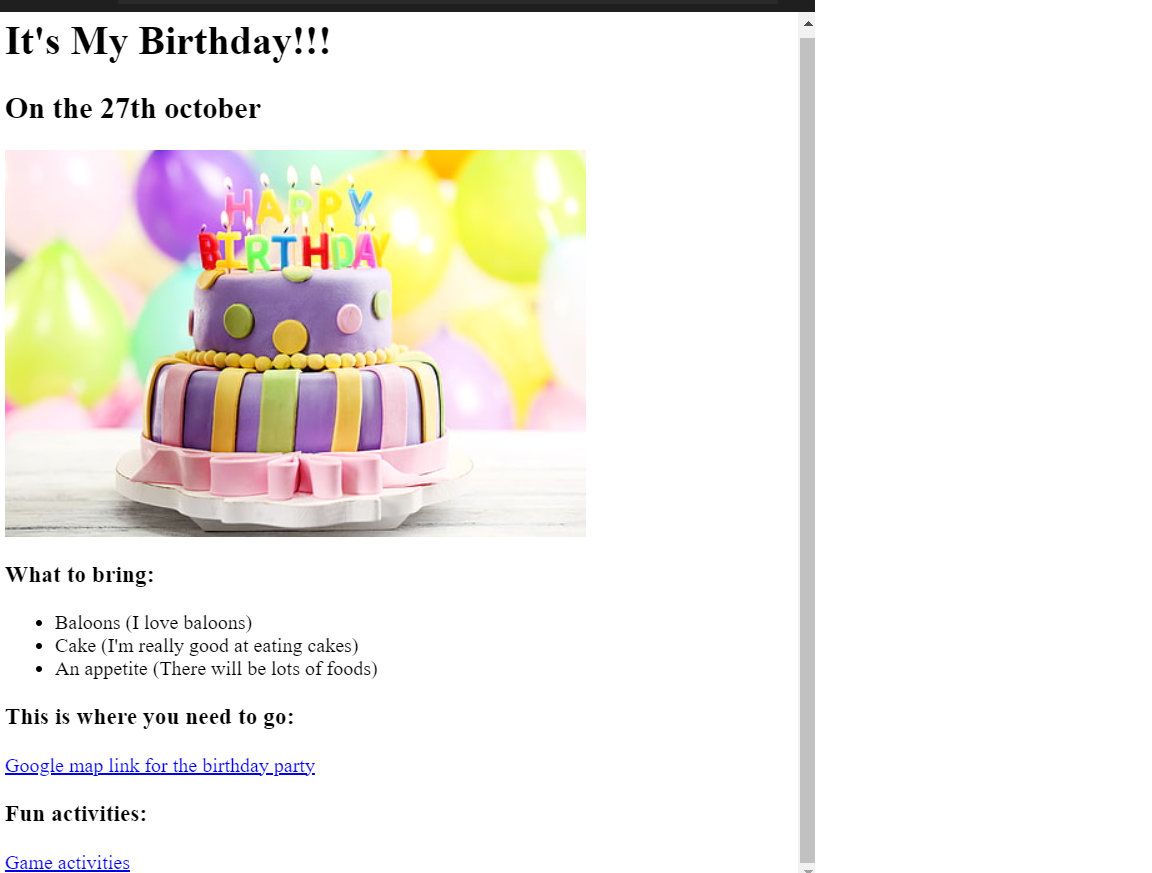 It's My Birthday!!!
On the 27th october
HAPPY
BIRTHDAY
What to bring:
Baloons (I love baloons)
Cake (I'm really good at eating cakes)
An appetite (There will be lots of foods)
This is where you need to go:
Google map link for the birthday party
Fun activities:
Game activities